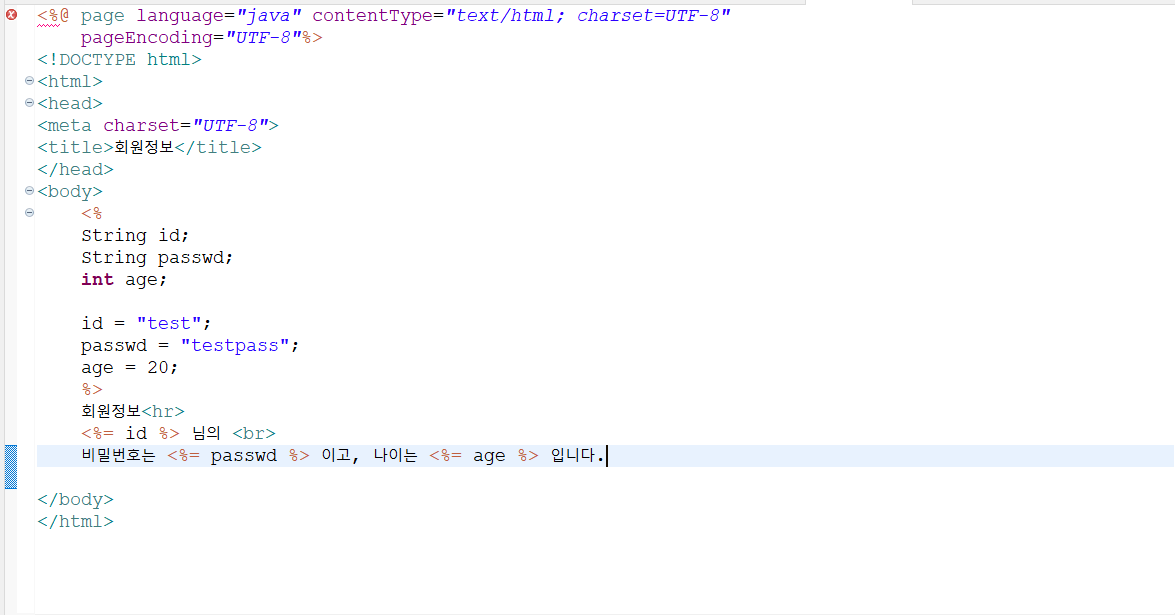 <%@ page language="java" contentType="text/html; charset=UTF-8"
    pageEncoding="UTF-8"%>
<!DOCTYPE html>
<html>
<head>
<meta charset="UTF-8">
<title>회원정보</title>
</head>
<body>
    <%
    String id;
    String passwd;
    int age;

    id = "test";
    passwd = "testpass";
    age = 20;
    %>
    회원정보<hr>
    <%= id %> 님의 <br>
    비밀번호는 <%= passwd %> 이고, 나이는 <%= age %> 입니다.

</body>
</html>